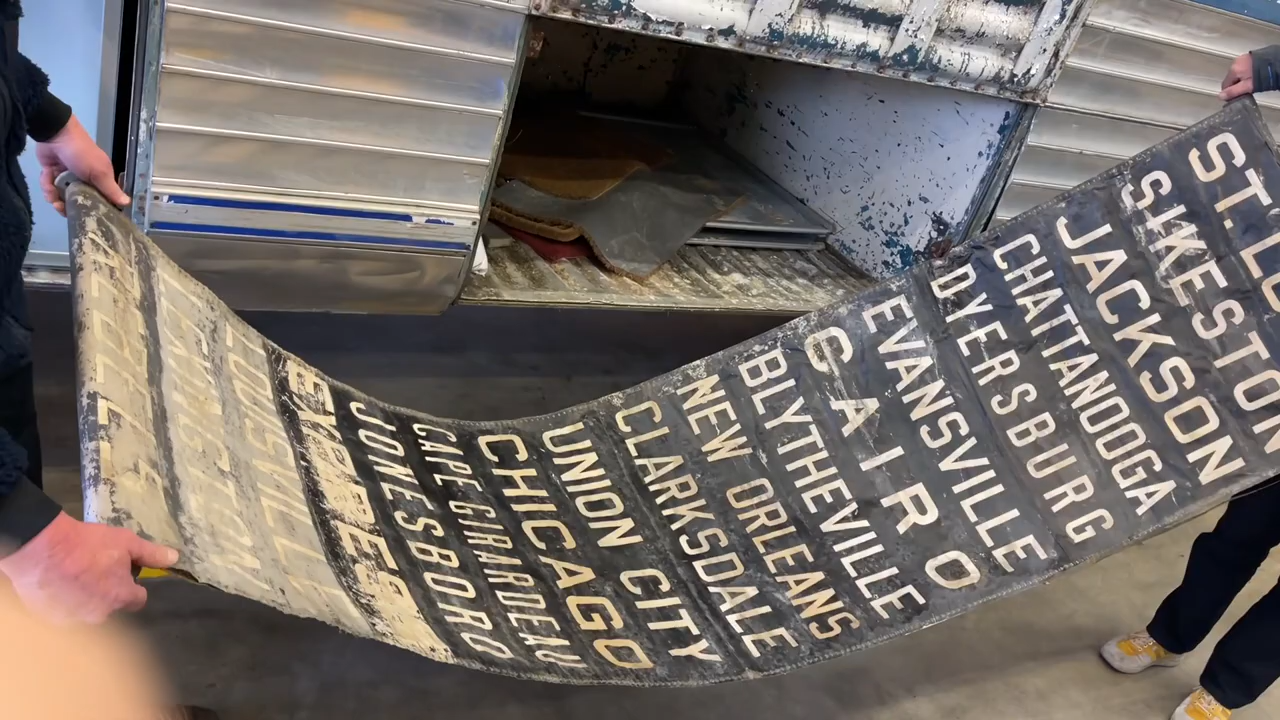 ST. LO
SIKESTON
JACKSON
CHATTANOOGA
DYERSBURG
EVANSVILLE
CAIRO
BLYTHEVILLE
NEW ORLEANS
CLARKSDALE
UNION CITY
CHICAGO
CAPE GIRARDEAU
JONESBORO
EXPRESS
LOUISVILLE